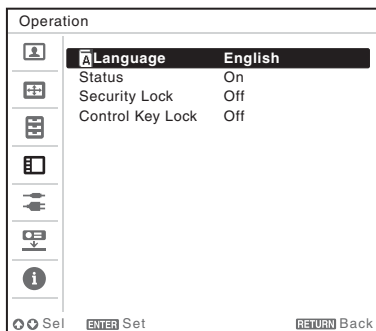 Operation
A Language English
Status On
Security Lock Off
Control Key Lock Off
Sel ENTER Set RETURN Back